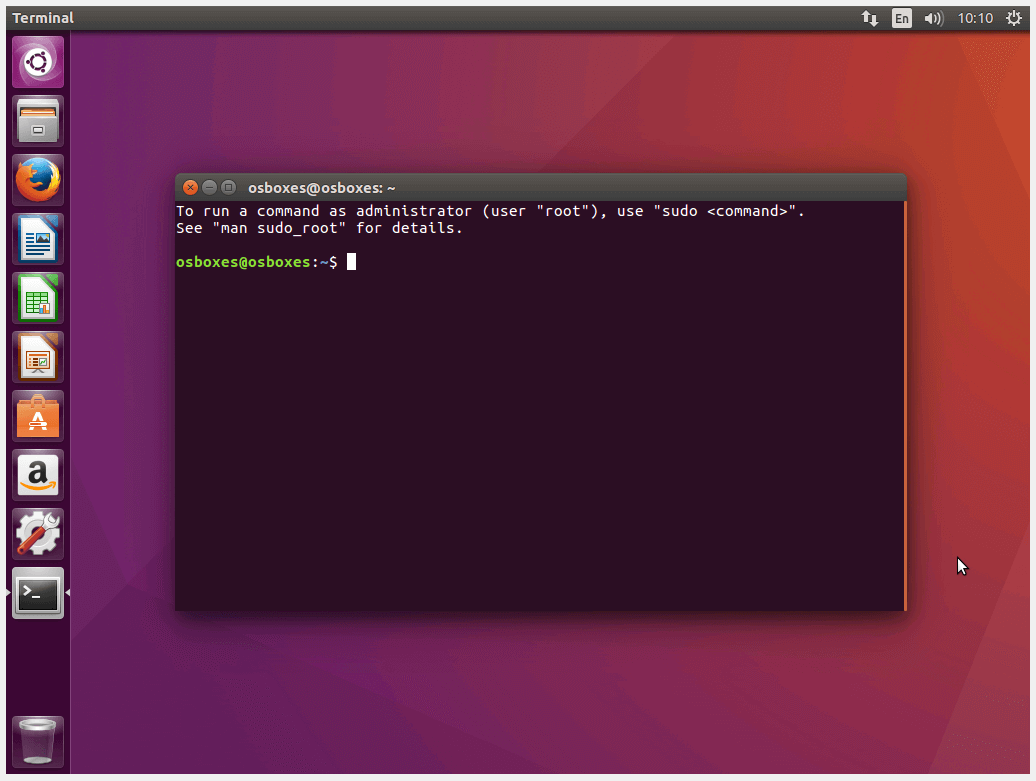 Terminal
En
10:10
osboxes@osboxes: ~
To run a command as administrator (user "root"), use "sudo <command>".
See "man sudo_root" for details.
osboxes@osboxes:~$
A
a
>_